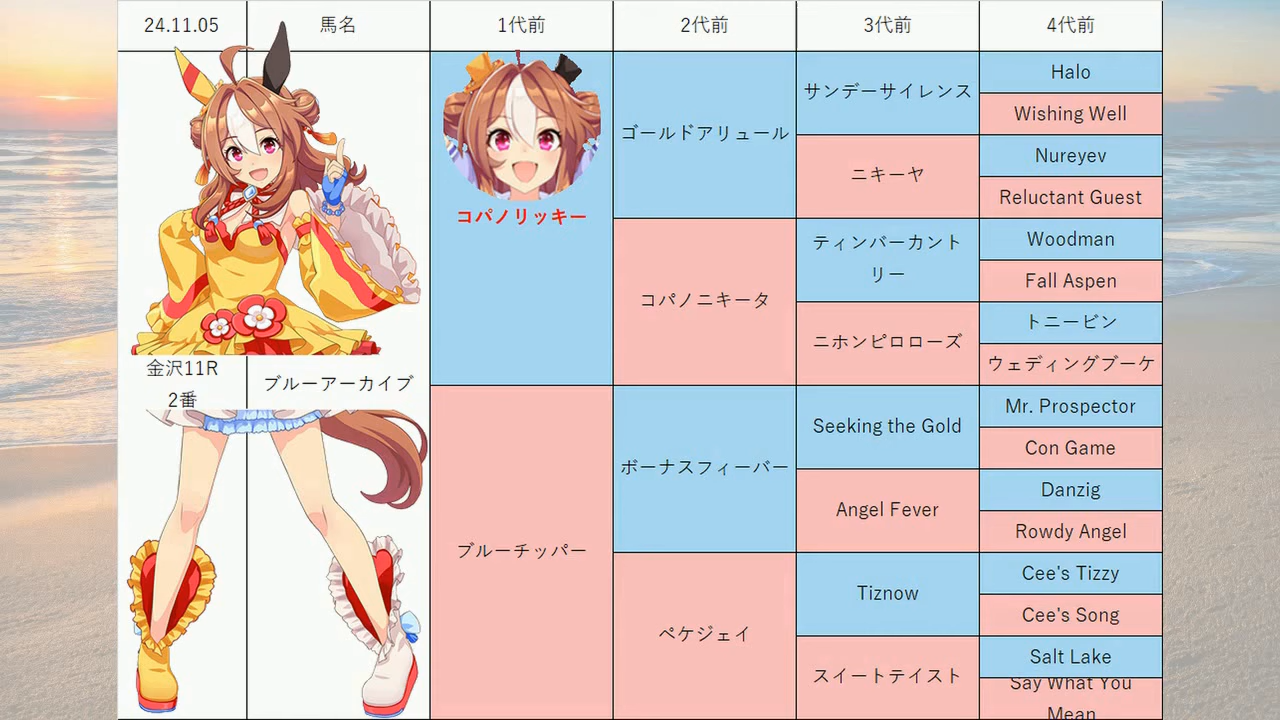 24.11.05
馬名
1代前
2代前
3代前
4代前
コパノリッキー
金沢11R
2番
ブルーアーカイブ
ブルーチッパー
ゴールドアリュール
コパノニキータ
ボーナスフィーバー
ペケジェイ
サンデーサイレンス
ニキーヤ
ティンバーカント
リー
ニホンピロローズ
Seeking the Gold
Angel Fever
Tiznow
スイートテイスト
Halo
Wishing Well
Nureyev
Reluctant Guest
Woodman
Fall Aspen
トニービン
ウェディングブーケ
Mr. Prospector
Con Game
Danzig
Rowdy Angel
Cee's Tizzy
Cee's Song
Salt Lake
Say What You
Mean